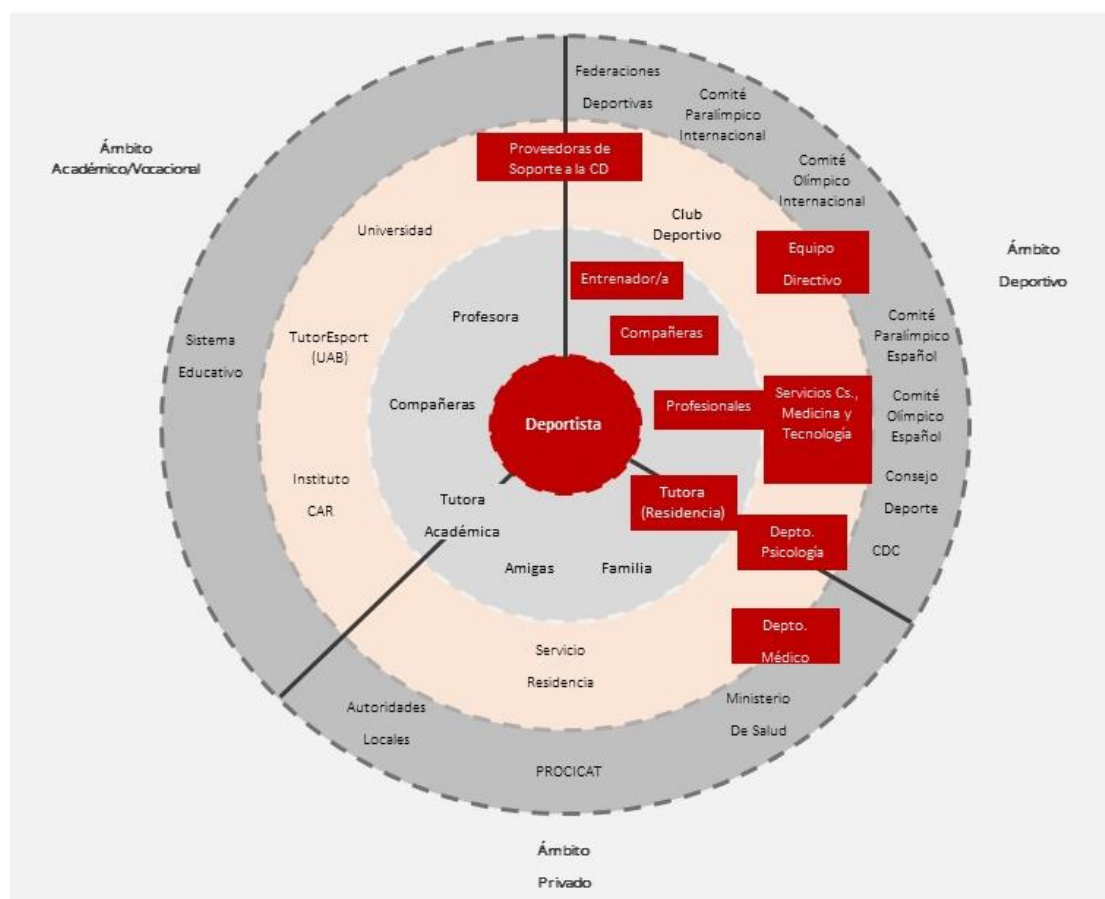 Federaciones
Deportivas
Comité
Paralímpico
Internacional
Ámbito
Académico/Vocacional
Proveedoras de
Soporte a la CD
Comité
Olímpico
Internacional
Universidad
Club
Deportivo
Equipo
Directivo
Ámbito
Deportivo
Entrenador/a
Profesora
Compañeras
Comité
Paralímpico
Español
Sistema
Educativo
TutorEsport
(UAB)
Compañeras
Deportista
Profesionales
Servicios Cs.,
Medicina y
Tecnología
Comité
Olímpico
Español
Instituto
CAR
Tutora
Académica
Tutora
(Residencia)
Consejo
Deporte
Depto.
Psicología
CDC
Amigas
Familia
Depto.
Médico
Servicio
Residencia
Autoridades
Locales
Ministerio
De Salud
PROCICAT
Ámbito
Privado